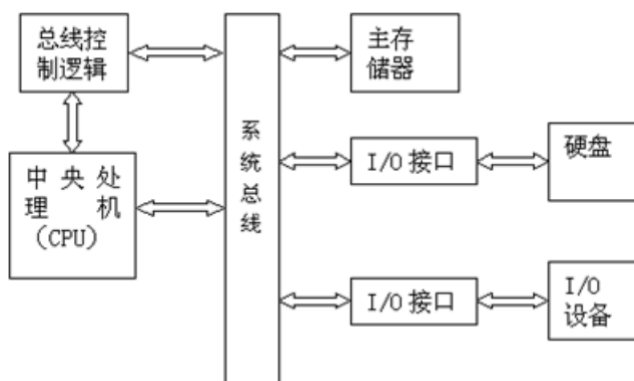 总线控
制逻辑
主存
储器
系
统
总
线
I/O 接口
硬盘
中央处
理机
（CPU）
I/O 接口
I/O
设备